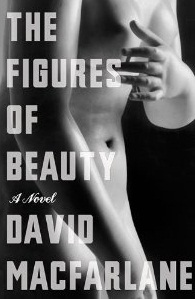 THE
FIGURES
OF
BEAUTY
A Novel
DAVID
MACFARLANE